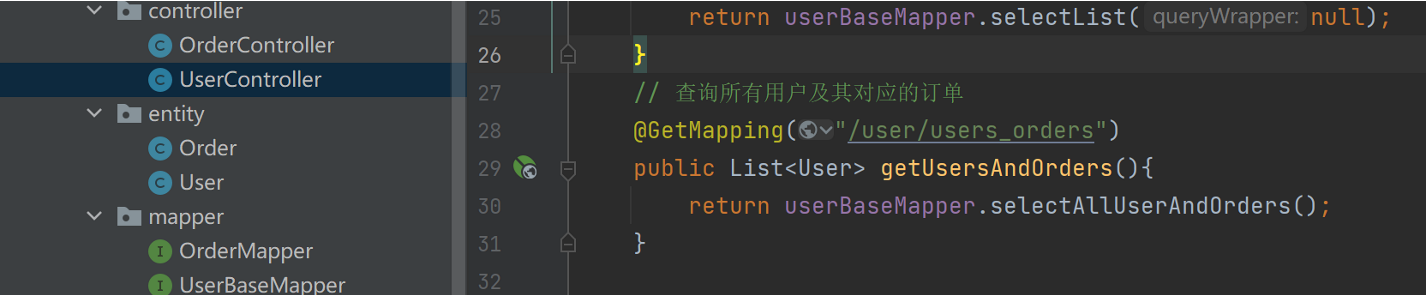 controller
OrderController
UserController
entity
Order
User
mapper
OrderMapper
UserBaseMapper
25 return userBaseMapper.selectList( queryWrapper: null);
26 }
27 // 查询所有用户及其对应的订单
28 @GetMapping("/user/users_orders")
29 public List<User> getUsersAndOrders(){
30 return userBaseMapper.selectAllUserAndOrders();
31 }
32